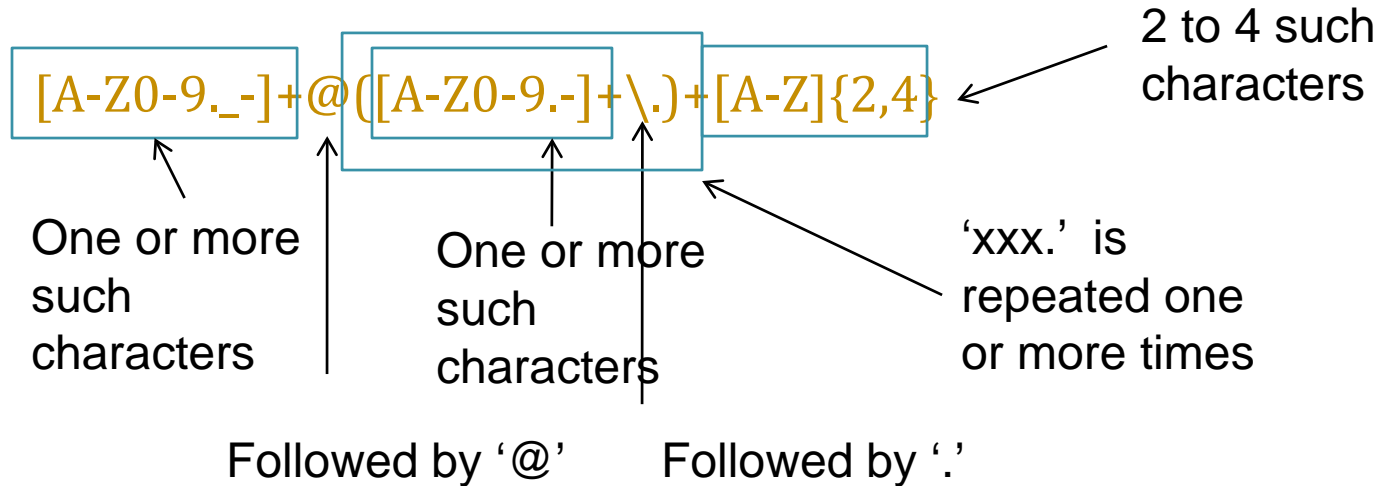 2 to 4 such
characters
[A-Z0-9._-]+@([A-Z0-9.-]+\.)+[A-Z]{2,4}
One or more
such
characters
One or more
such
characters
‘xxx.’ is
repeated one
or more times
Followed by ‘@’
Followed by ‘.’